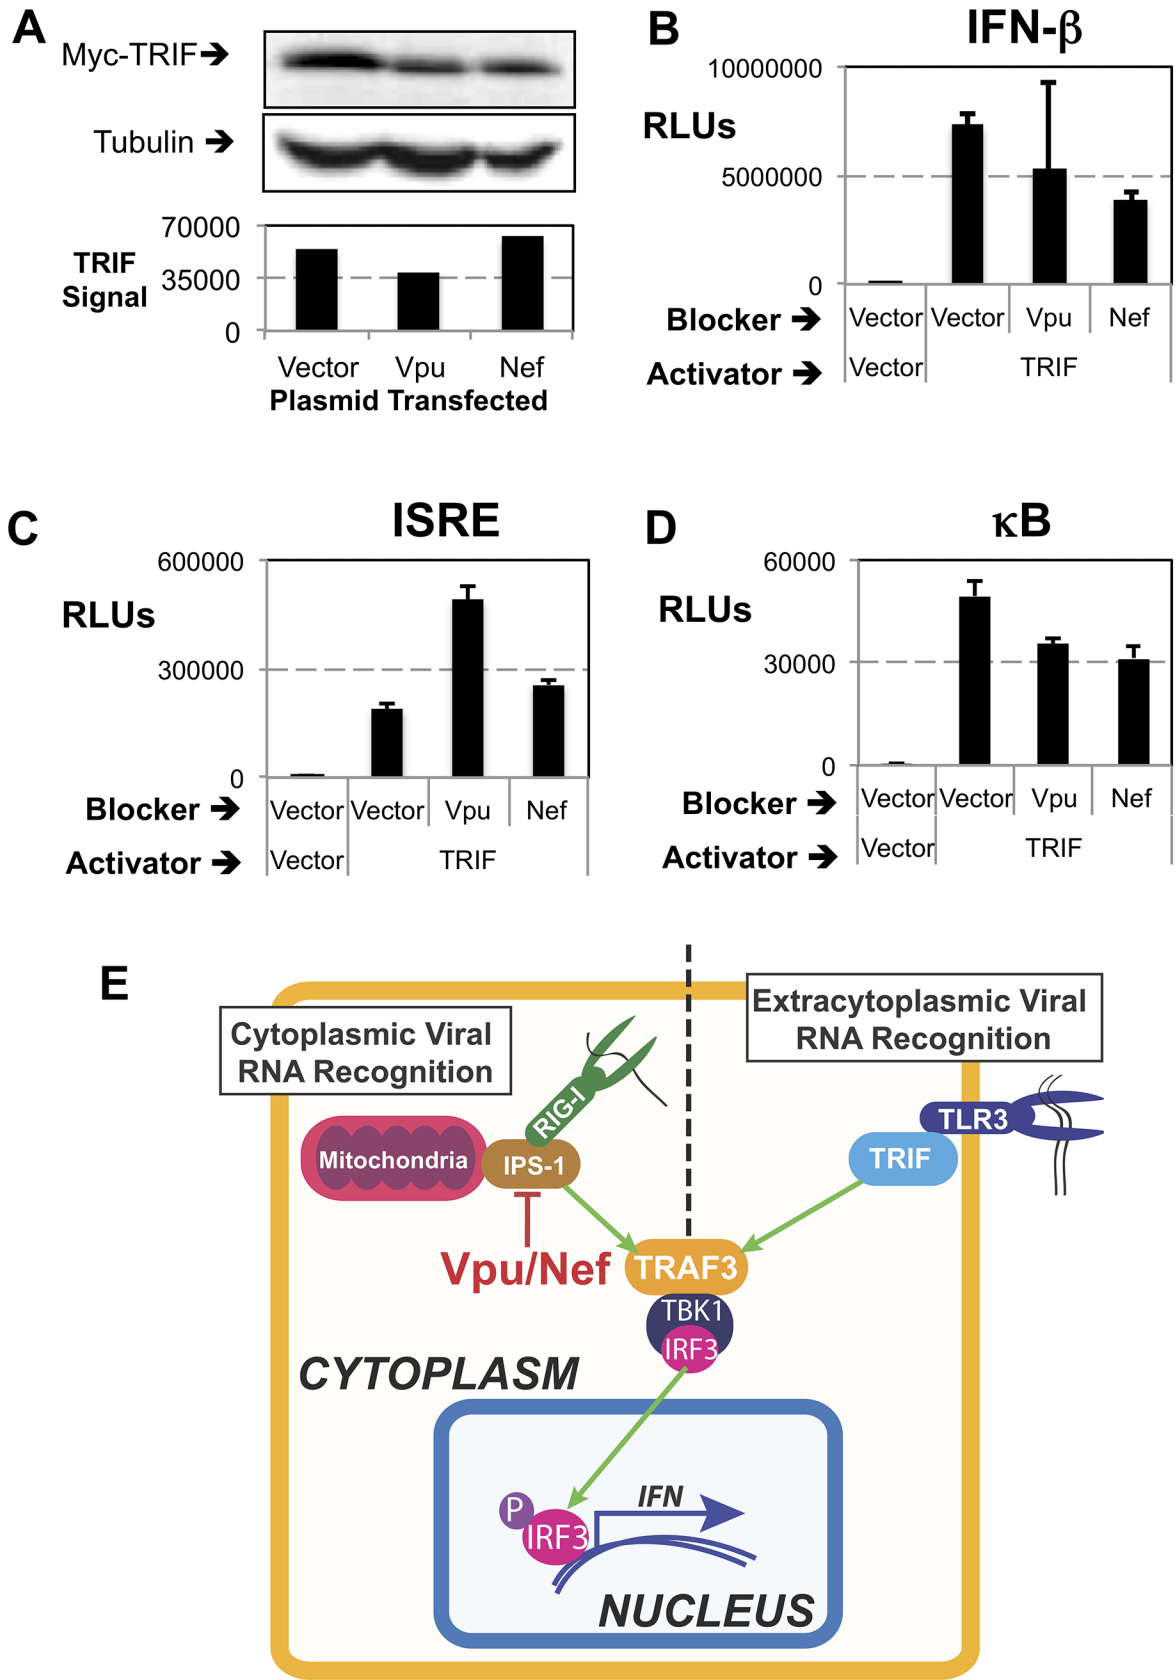 A
Myc-TRIF➔
Tubulin ➔
TRIF
Signal
70000
35000
0
Vector Vpu Nef
Plasmid Transfected
B
IFN-β
RLUs
10000000
5000000
0
Blocker ➔ Vector Vector Vpu Nef
Activator ➔ Vector TRIF
C
ISRE
RLUs
600000
300000
0
Blocker ➔ Vector Vector Vpu Nef
Activator ➔ Vector TRIF
D
κB
RLUs
60000
30000
0
Blocker ➔ Vector Vector Vpu Nef
Activator ➔ Vector TRIF
E
Cytoplasmic Viral
RNA Recognition
Extracytoplasmic Viral
RNA Recognition
RIG-I
TLR3
Mitochondria
IPS-1
TRIF
Vpu/Nef
TRAF3
TBK1
IRF3
CYTOPLASM
IFN
P
IRF3
NUCLEUS